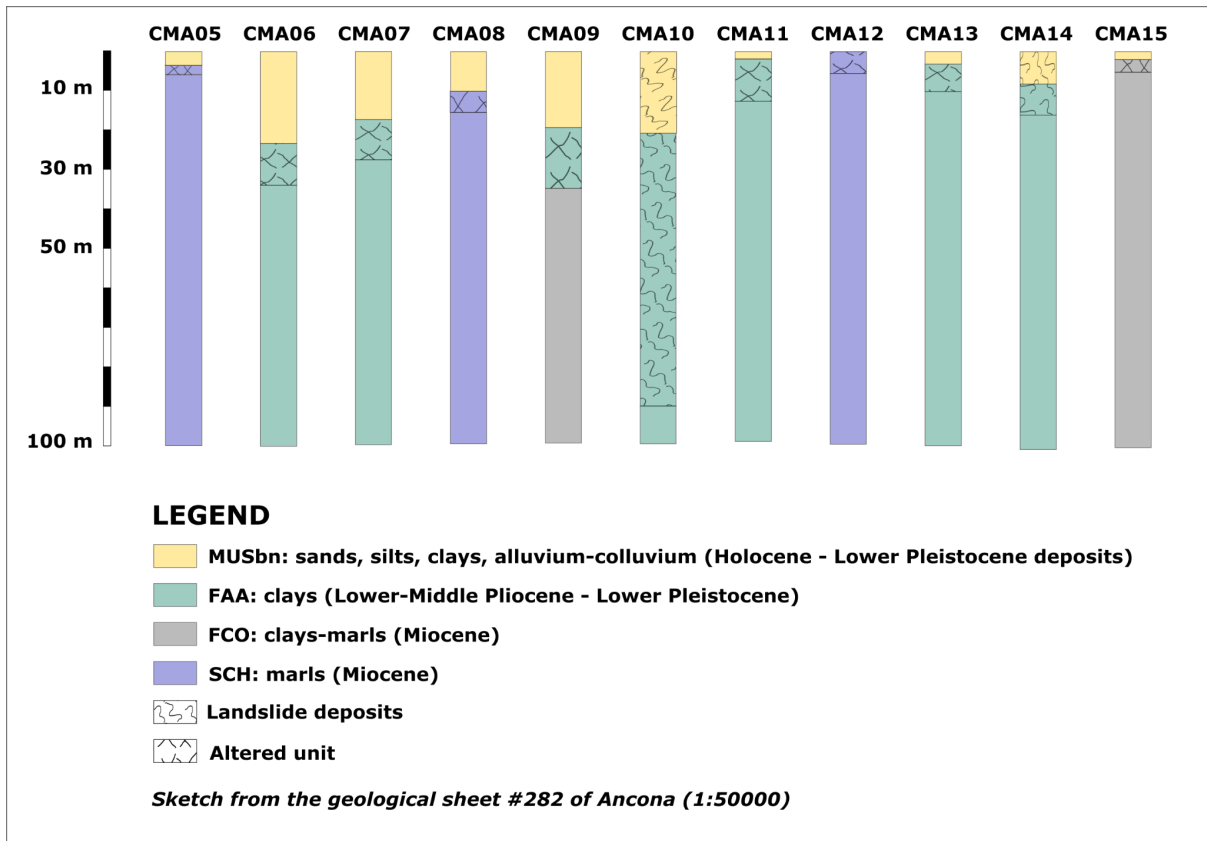 CMA05 CMA06 CMA07 CMA08 CMA09 CMA10 CMA11 CMA12 CMA13 CMA14 CMA15
10 m
30 m
50 m
100 m
LEGEND
MUSbn: sands, silts, clays, alluvium-colluvium (Holocene - Lower Pleistocene deposits)
FAA: clays (Lower-Middle Pliocene - Lower Pleistocene)
FCO: clays-marls (Miocene)
SCH: marls (Miocene)
Landslide deposits
Altered unit
Sketch from the geological sheet #282 of Ancona (1:50000)